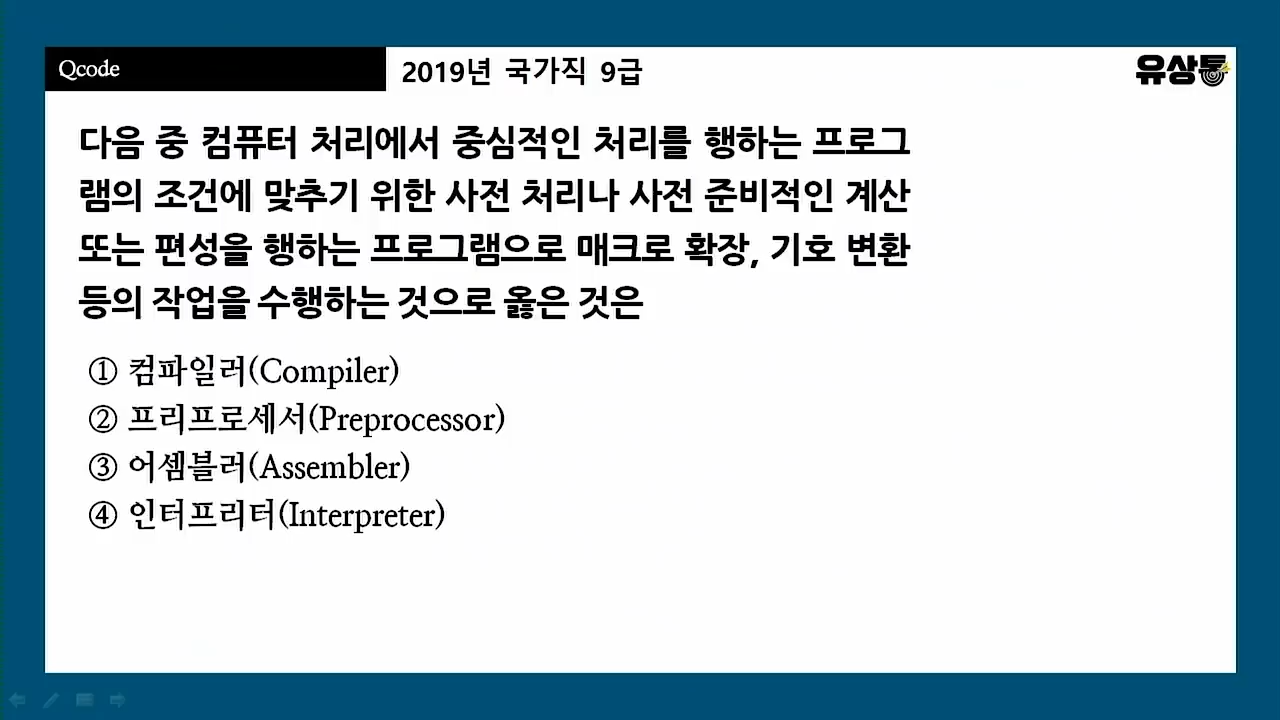 Qcode
2019년 국가직 9급
유상통
다음 중 컴퓨터 처리에서 중심적인 처리를 행하는 프로그
램의 조건에 맞추기 위한 사전 처리나 사전 준비적인 계산
또는 편성을 행하는 프로그램으로 매크로 확장, 기호 변환
등의 작업을 수행하는 것으로 옳은 것은
① 컴파일러(Compiler)
② 프리프로세서(Preprocessor)
③ 어셈블러(Assembler)
④ 인터프리터(Interpreter)